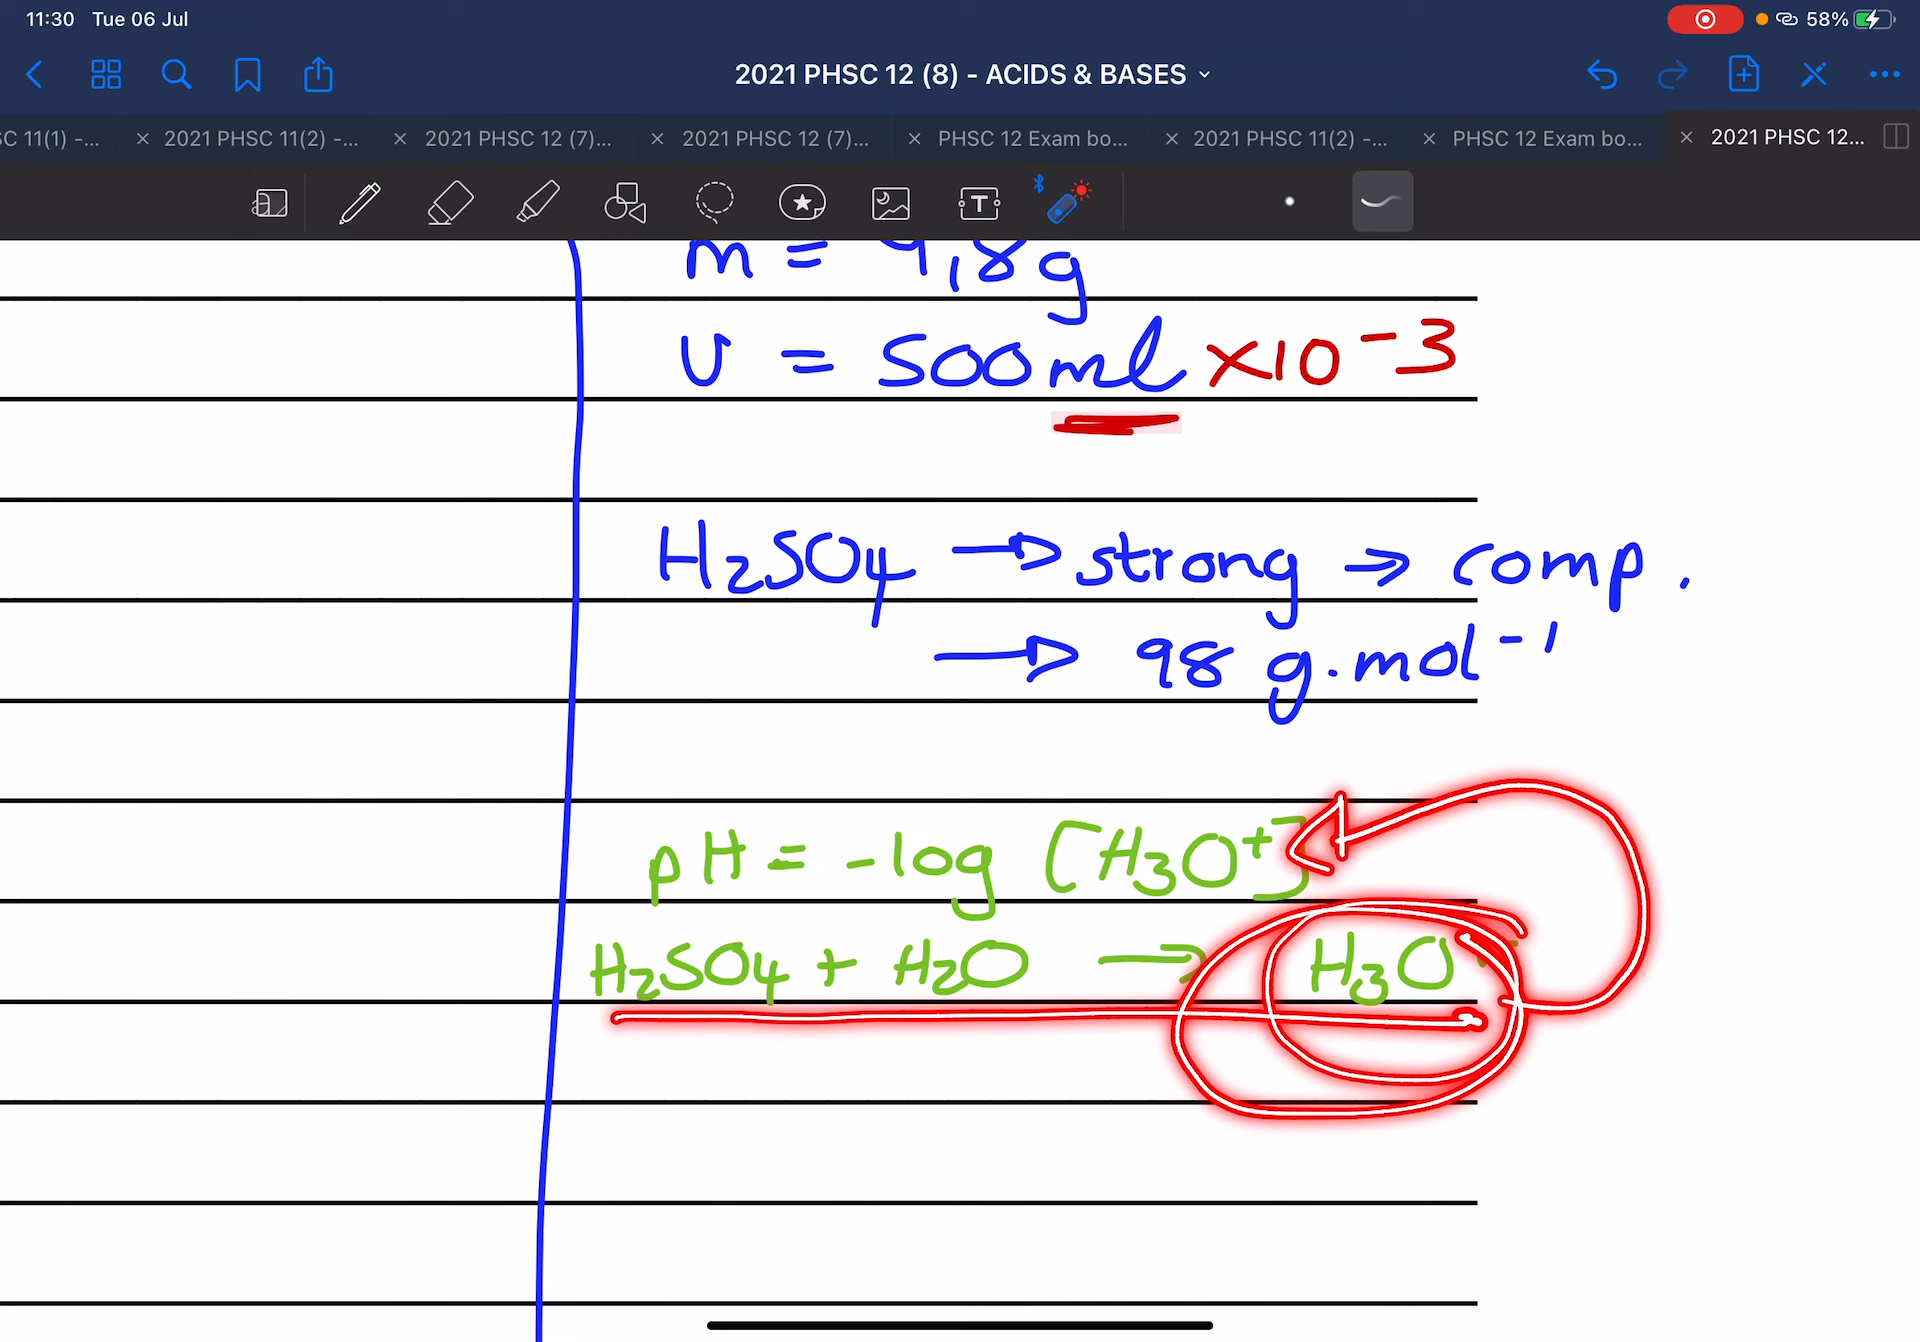 11:30 Tue 06 Jul 58%
2021 PHSC 12 (8) - ACIDS & BASES
SC 11(1) -... 2021 PHSC 11(2) -... 2021 PHSC 12 (7)... 2021 PHSC 12 (7)... PHSC 12 Exam bo... 2021 PHSC 11(2) -... PHSC 12 Exam bo... 2021 PHSC 12...
m = 9,8g
v = 500ml ×10⁻³
H₂SO₄ → strong → comp.
→ 98 g.mol⁻¹
pH = -log [H₃O⁺]
H₂SO₄ + H₂O → H₃O⁺